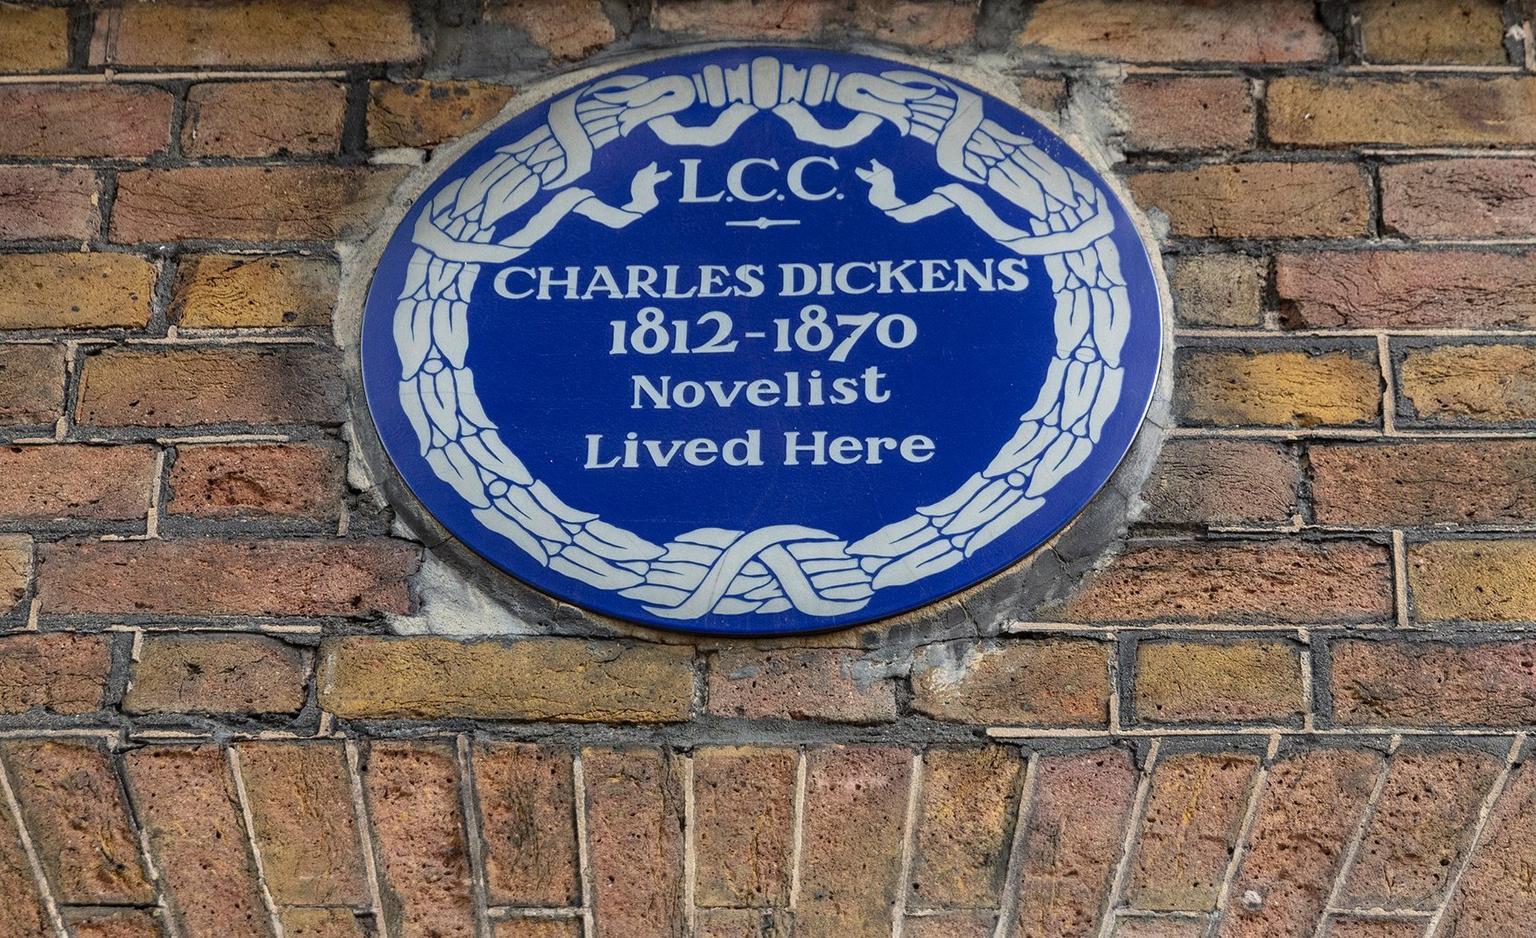 L.C.C.
CHARLES DICKENS
1812-1870
Novelist
Lived Here